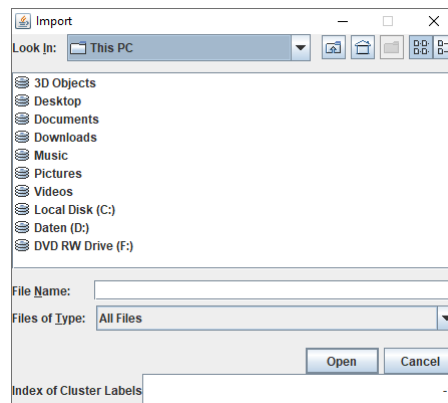 Import
Look In: This PC
3D Objects
Desktop
Documents
Downloads
Music
Pictures
Videos
Local Disk (C:)
Daten (D:)
DVD RW Drive (F:)
File Name:
Files of Type: All Files
Open Cancel
Index of Cluster Labels -